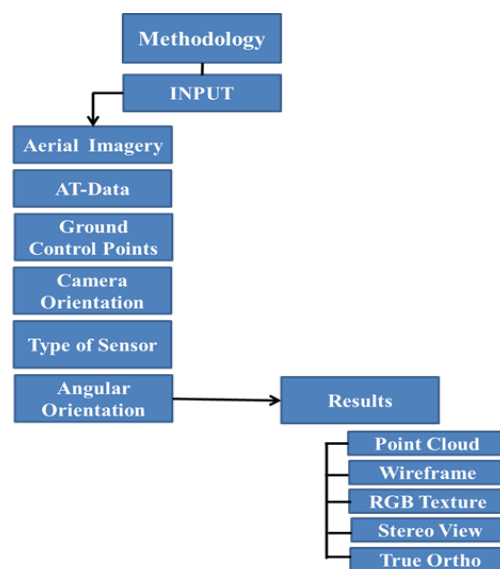 Methodology
INPUT
Aerial Imagery
AT-Data
Ground
Control Points
Camera
Orientation
Type of Sensor
Angular
Orientation
Results
Point Cloud
Wireframe
RGB Texture
Stereo View
True Ortho